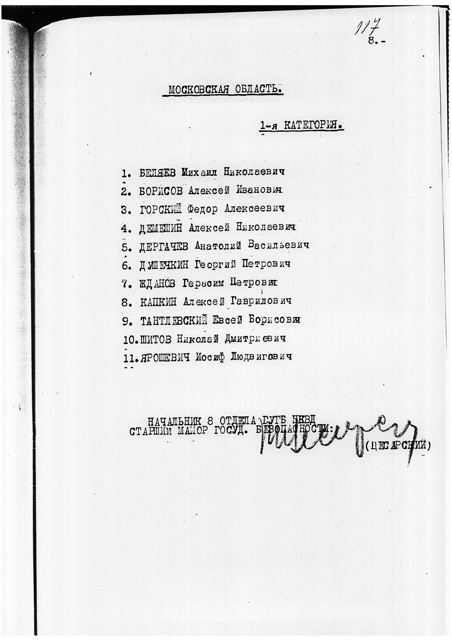 117
8.-
МОСКОВСКАЯ ОБЛАСТЬ.
1-я КАТЕГОРИЯ.
1. БЕЛЯЕВ Михаил Николаевич
2. БОРИСОВ Алексей Иванович
3. ГОРСКИЙ Федор Алексеевич
4. ДЕМЕШИН Алексей Николаевич
5. ДЕРГАЧЕВ Анатолий Васильевич
6. ДУШЕЧКИН Георгий Петрович
7. ЖДАНОВ Герасим Петрович
8. КАПКИН Алексей Гаврилович
9. ТАНТЛЕВСКИЙ Евсей Борисович
10. ШИТОВ Николай Дмитриевич
11. ЯРОШЕВИЧ Иосиф Людвигович
НАЧАЛЬНИК 8 ОТДЕЛА ГУГБ НКВД
СТАРШИЙ МАЙОР ГОСУД. БЕЗОПАСНОСТИ:
(ЦЕСАРСКИЙ)